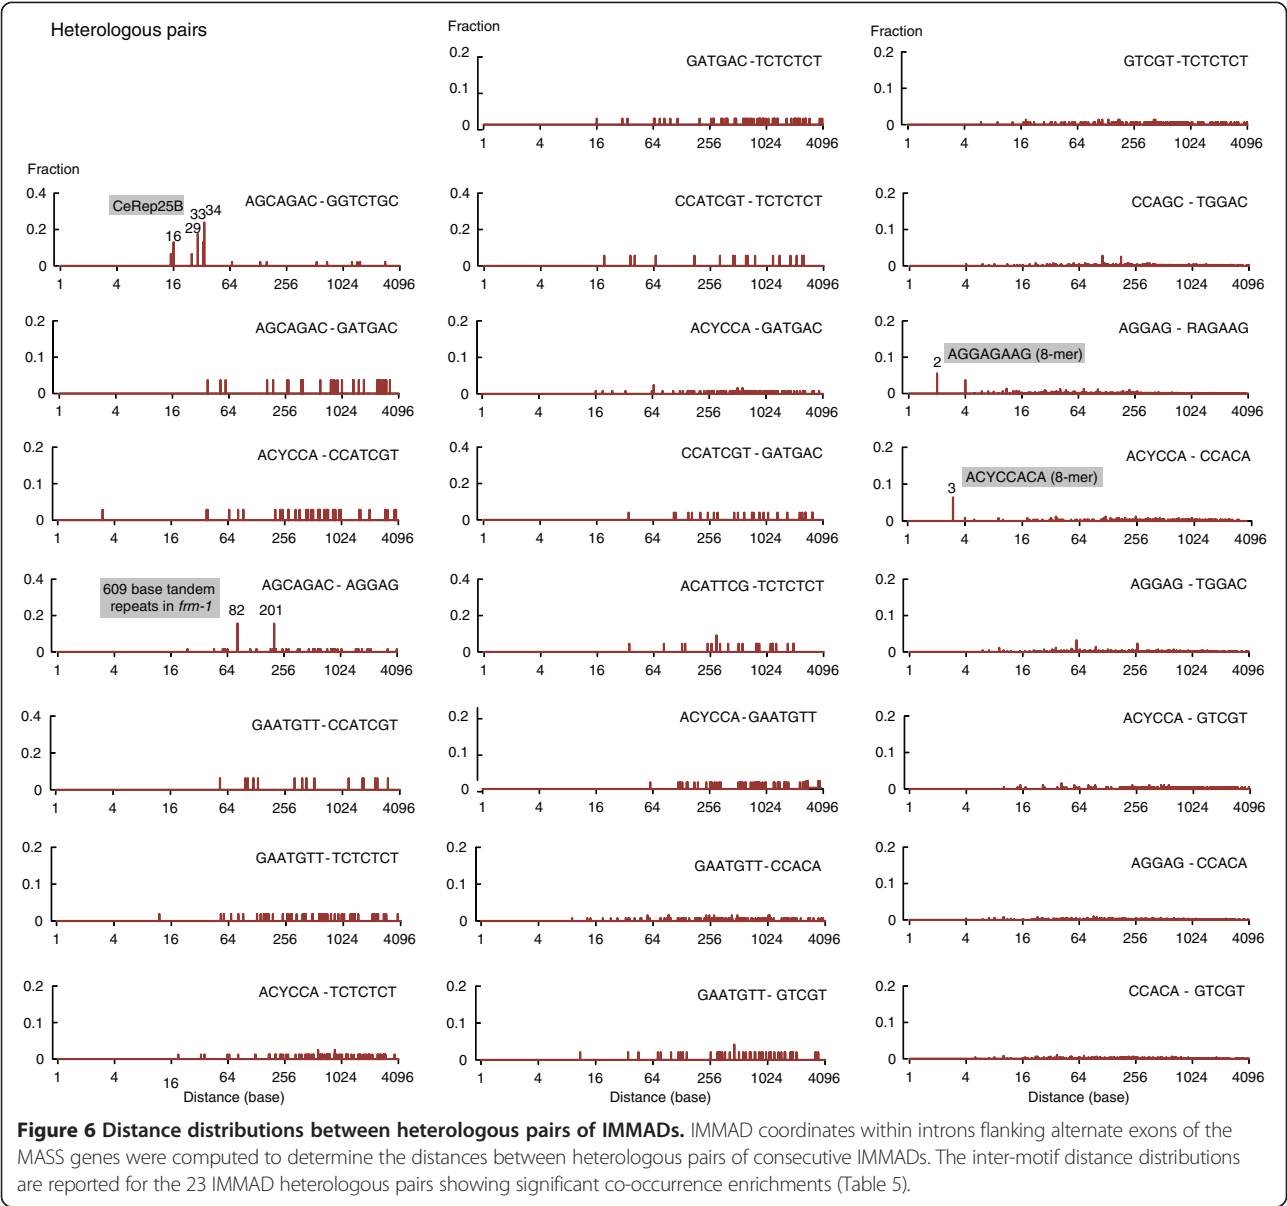 Heterologous pairs
Fraction
0.2
0.1
0
GATGAC-TCTCTCT
1 4 16 64 256 1024 4096
Fraction
0.2
0.1
0
GTCGT-TCTCTCT
1 4 16 64 256 1024 4096
Fraction
0.4
0.2
0
CeRep25B
16
29
33
34
AGCAGAC-GGTCTGC
1 4 16 64 256 1024 4096
0.4
0.2
0
CCATCGT-TCTCTCT
1 4 16 64 256 1024 4096
0.2
0.1
0
CCAGC-TGGAC
1 4 16 64 256 1024 4096
0.2
0.1
0
AGCAGAC-GATGAC
1 4 16 64 256 1024 4096
0.2
0.1
0
ACYCCA-GATGAC
1 4 16 64 256 1024 4096
0.2
0.1
0
AGGAG - RAGAAG
2
AGGAGAAG (8-mer)
1 4 16 64 256 1024 4096
0.2
0.1
0
ACYCCA-CCATCGT
1 4 16 64 256 1024 4096
0.4
0.2
0
CCATCGT-GATGAC
1 4 16 64 256 1024 4096
0.2
0.1
0
ACYCCA - CCACA
3
ACYCCACA (8-mer)
1 4 16 64 256 1024 4096
0.4
0.2
0
AGCAGAC- AGGAG
609 base tandem
repeats in frm-1
82 201
1 4 16 64 256 1024 4096
0.4
0.2
0
ACATTCG-TCTCTCT
1 4 16 64 256 1024 4096
0.2
0.1
0
AGGAG - TGGAC
1 4 16 64 256 1024 4096
0.4
0.2
0
GAATGTT-CCATCGT
1 4 16 64 256 1024 4096
0.2
0.1
0
ACYCCA-GAATGTT
1 4 16 64 256 1024 4096
0.2
0.1
0
ACYCCA - GTCGT
1 4 16 64 256 1024 4096
0.2
0.1
0
GAATGTT-TCTCTCT
1 4 16 64 256 1024 4096
0.2
0.1
0
GAATGTT-CCACA
1 4 16 64 256 1024 4096
0.2
0.1
0
AGGAG - CCACA
1 4 16 64 256 1024 4096
0.2
0.1
0
ACYCCA -TCTCTCT
1 4 16 64 256 1024 4096
Distance (base)
0.2
0.1
0
GAATGTT- GTCGT
1 4 16 64 256 1024 4096
Distance (base)
0.2
0.1
0
CCACA - GTCGT
1 4 16 64 256 1024 4096
Distance (base)
Figure 6 Distance distributions between heterologous pairs of IMMADs. IMMAD coordinates within introns flanking alternate exons of the
MASS genes were computed to determine the distances between heterologous pairs of consecutive IMMADs. The inter-motif distance distributions
are reported for the 23 IMMAD heterologous pairs showing significant co-occurrence enrichments (Table 5).